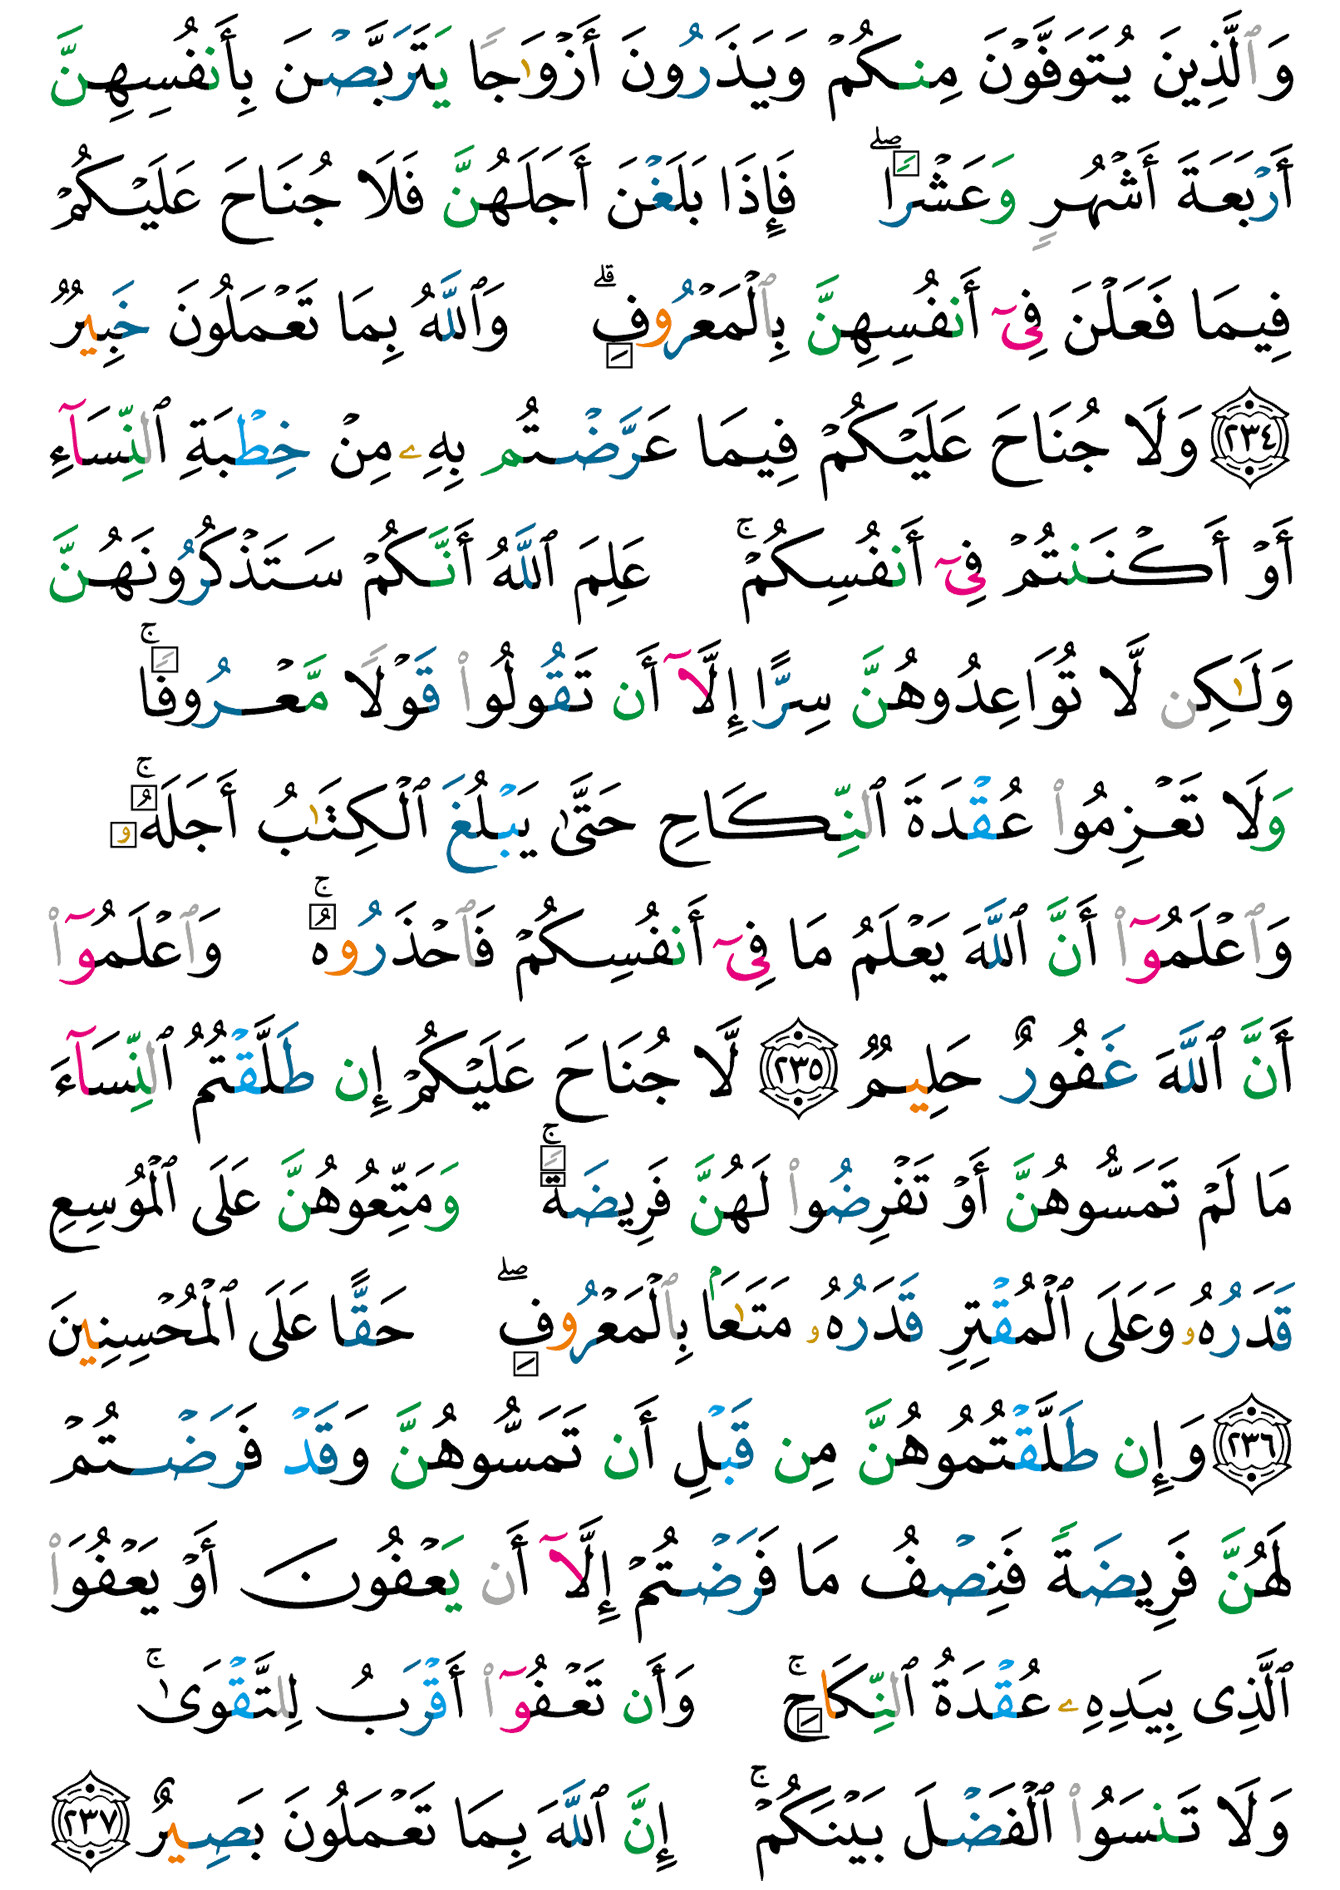 وَٱلَّذِينَ يُتَوَفَّوْنَ مِنكُمْ وَيَذَرُونَ أَزْوَٰجًا يَتَرَبَّصْنَ بِأَنفُسِهِنَّ
أَرْبَعَةَ أَشْهُرٍ وَعَشْرًا ۖ فَإِذَا بَلَغْنَ أَجَلَهُنَّ فَلَا جُنَاحَ عَلَيْكُمْ
فِيمَا فَعَلْنَ فِىٓ أَنفُسِهِنَّ بِٱلْمَعْرُوفِ ۗ وَٱللَّهُ بِمَا تَعْمَلُونَ خَبِيرٌ
٢٣٤ وَلَا جُنَاحَ عَلَيْكُمْ فِيمَا عَرَّضْتُم بِهِۦ مِنْ خِطْبَةِ ٱلنِّسَآءِ
أَوْ أَكْنَنتُمْ فِىٓ أَنفُسِكُمْ ۚ عَلِمَ ٱللَّهُ أَنَّكُمْ سَتَذْكُرُونَهُنَّ
وَلَٰكِن لَّا تُوَاعِدُوهُنَّ سِرًّا إِلَّآ أَن تَقُولُوا۟ قَوْلًا مَّعْرُوفًا ۚ
وَلَا تَعْزِمُوا۟ عُقْدَةَ ٱلنِّكَاحِ حَتَّىٰ يَبْلُغَ ٱلْكِتَٰبُ أَجَلَهُۥ ۚ
وَٱعْلَمُوٓا۟ أَنَّ ٱللَّهَ يَعْلَمُ مَا فِىٓ أَنفُسِكُمْ فَٱحْذَرُوهُ ۚ وَٱعْلَمُوٓا۟
أَنَّ ٱللَّهَ غَفُورٌ حَلِيمٌ ٢٣٥ لَّا جُنَاحَ عَلَيْكُمْ إِن طَلَّقْتُمُ ٱلنِّسَآءَ
مَا لَمْ تَمَسُّوهُنَّ أَوْ تَفْرِضُوا۟ لَهُنَّ فَرِيضَةً ۚ وَمَتِّعُوهُنَّ عَلَى ٱلْمُوسِعِ
قَدَرُهُۥ وَعَلَى ٱلْمُقْتِرِ قَدَرُهُۥ مَتَٰعًۢا بِٱلْمَعْرُوفِ ۖ حَقًّا عَلَى ٱلْمُحْسِنِينَ
٢٣٦ وَإِن طَلَّقْتُمُوهُنَّ مِن قَبْلِ أَن تَمَسُّوهُنَّ وَقَدْ فَرَضْتُمْ
لَهُنَّ فَرِيضَةً فَنِصْفُ مَا فَرَضْتُمْ إِلَّآ أَن يَعْفُونَ أَوْ يَعْفُوَا۟
ٱلَّذِى بِيَدِهِۦ عُقْدَةُ ٱلنِّكَاحِ ۚ وَأَن تَعْفُوٓا۟ أَقْرَبُ لِلتَّقْوَىٰ ۚ
وَلَا تَنسَوُا۟ ٱلْفَضْلَ بَيْنَكُمْ ۚ إِنَّ ٱللَّهَ بِمَا تَعْمَلُونَ بَصِيرٌ ٢٣٧